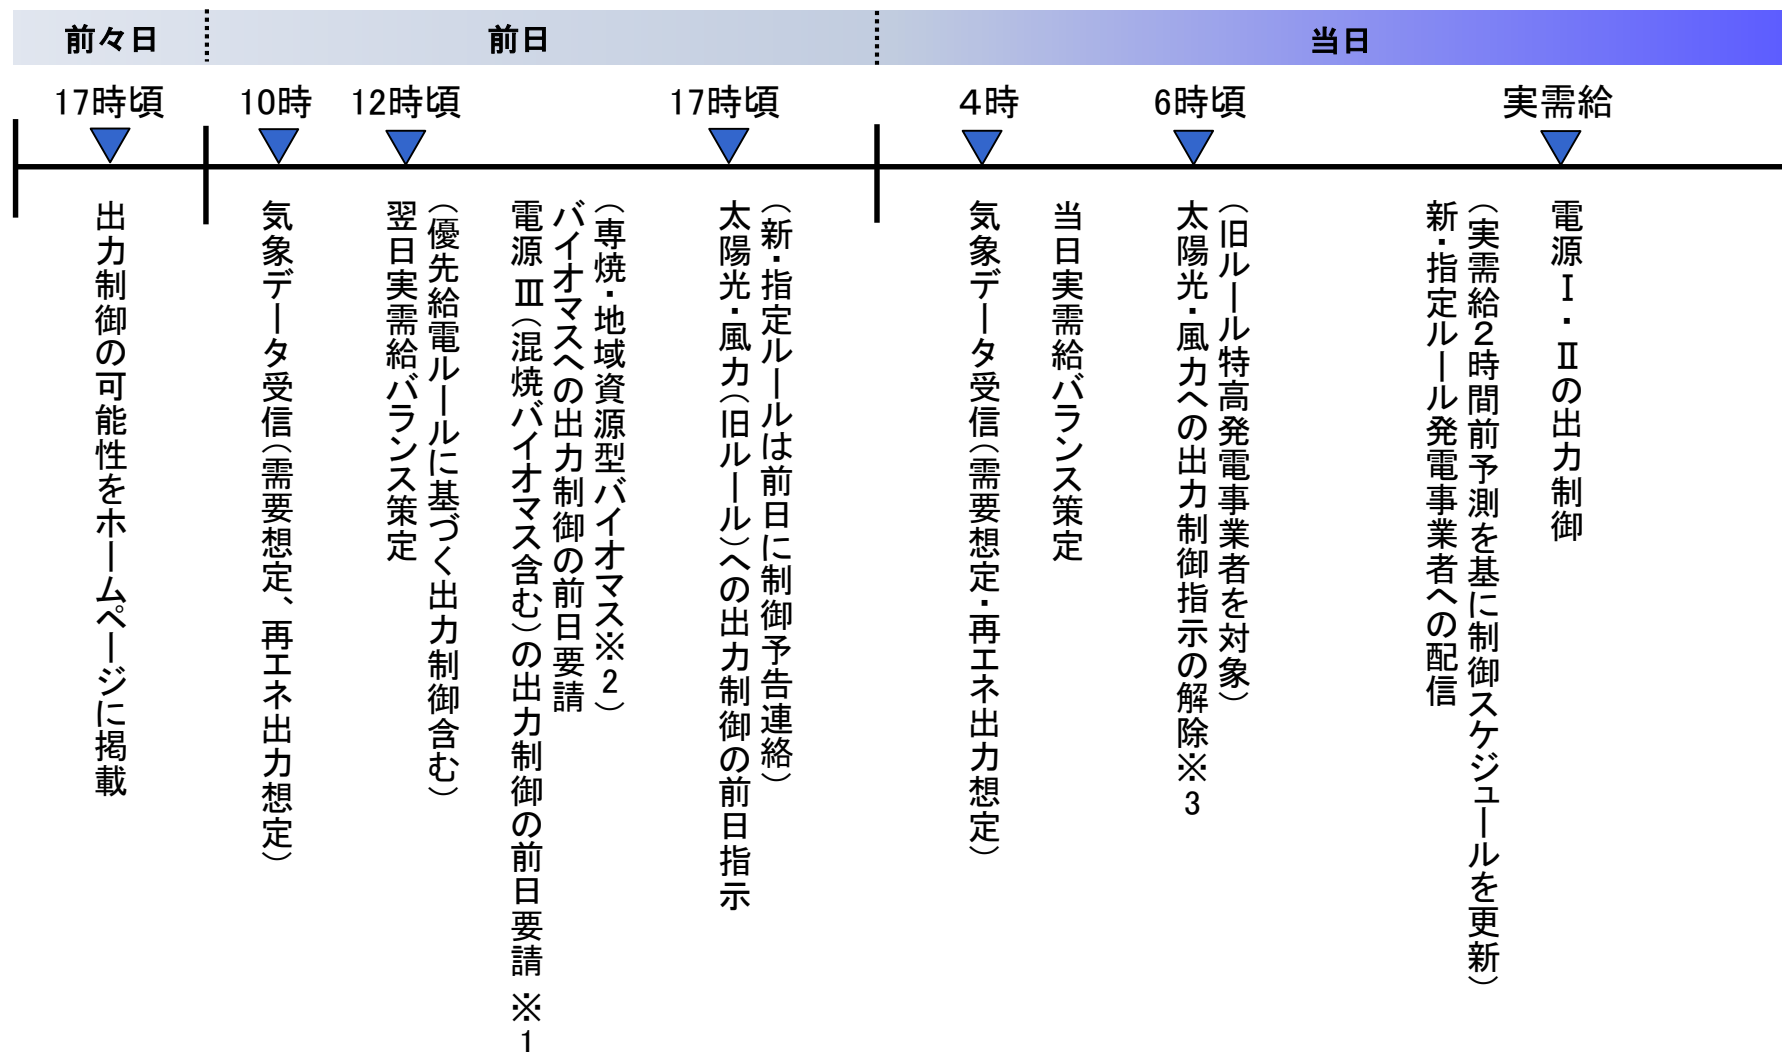 前々日
前日
当日
17時頃
10時
12時頃
17時頃
4時
6時頃
実需給
出力制御の可能性をホームページに掲載
気象データ受信(需要想定、再エネ出力想定)
翌日実需給バランス策定
(優先給電ルールに基づく出力制御含む)
電源Ⅲ(混焼バイオマス含む)の出力制御の前日要請 ※1
バイオマスへの出力制御の前日要請
(専焼・地域資源型バイオマス※2)
太陽光・風力(旧ルール)への出力制御の前日指示
(新・指定ルールは前日に制御予告連絡)
気象データ受信(需要想定・再エネ出力想定)
当日実需給バランス策定
太陽光・風力への出力制御指示の解除※3
(旧ルール特高発電事業者を対象)
新・指定ルール発電事業者への配信
(実需給2時間前予測を基に制御スケジュールを更新)
電源Ⅰ・Ⅱの出力制御